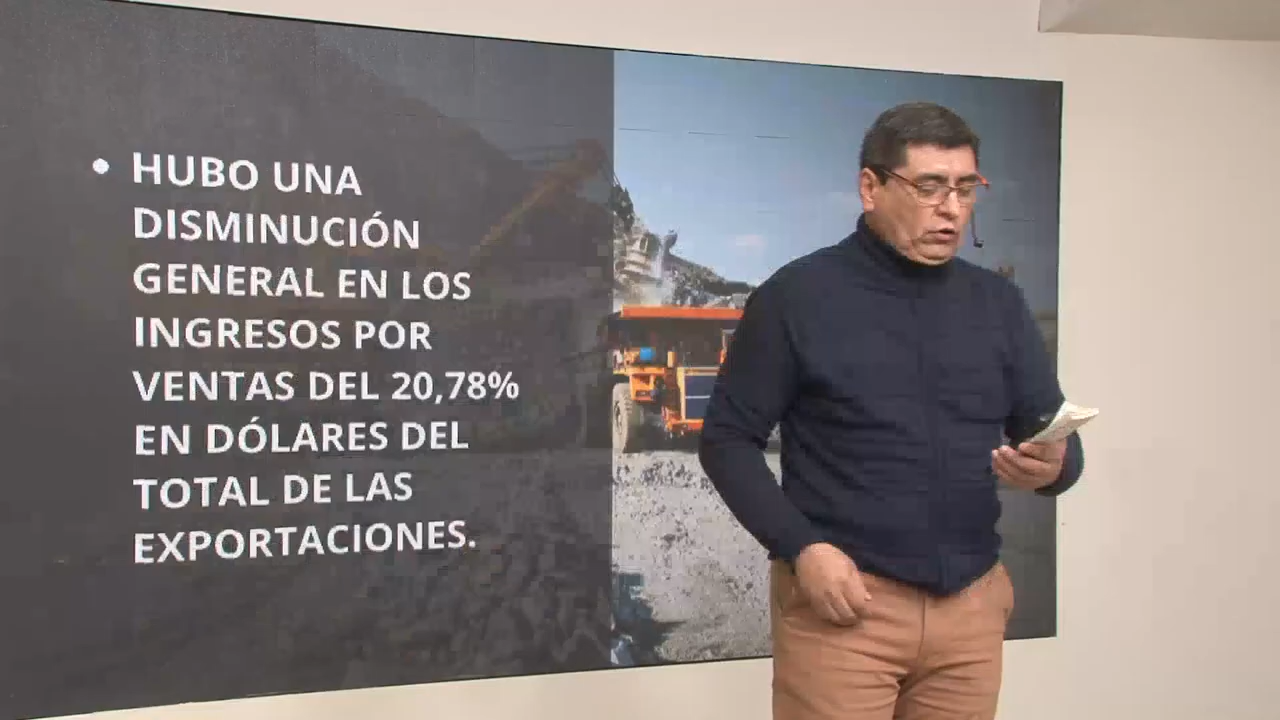 • HUBO UNA
DISMINUCIÓN
GENERAL EN LOS
INGRESOS POR
VENTAS DEL 20,78%
EN DÓLARES DEL
TOTAL DE LAS
EXPORTACIONES.